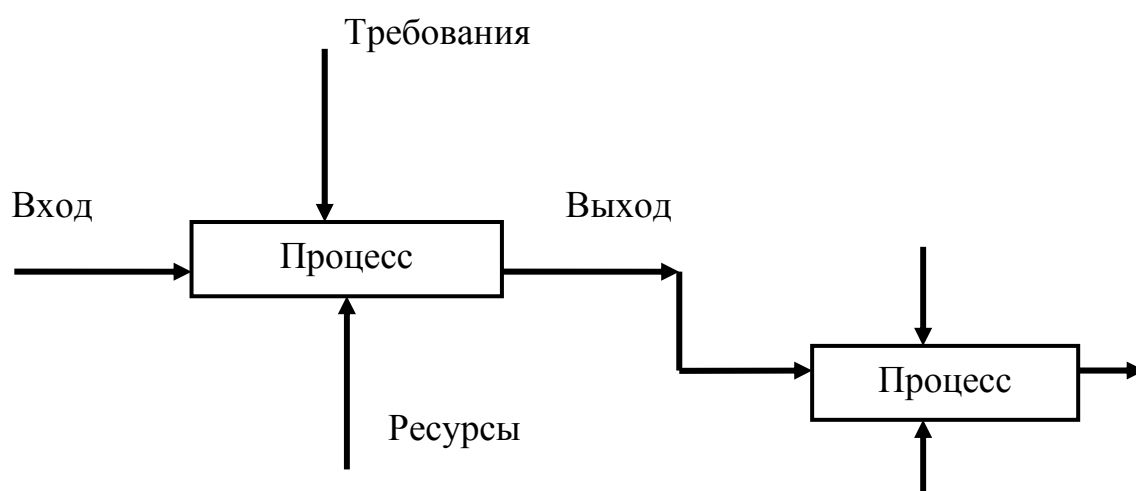 Требования
Вход
Выход
Процесс
Процесс
Ресурсы